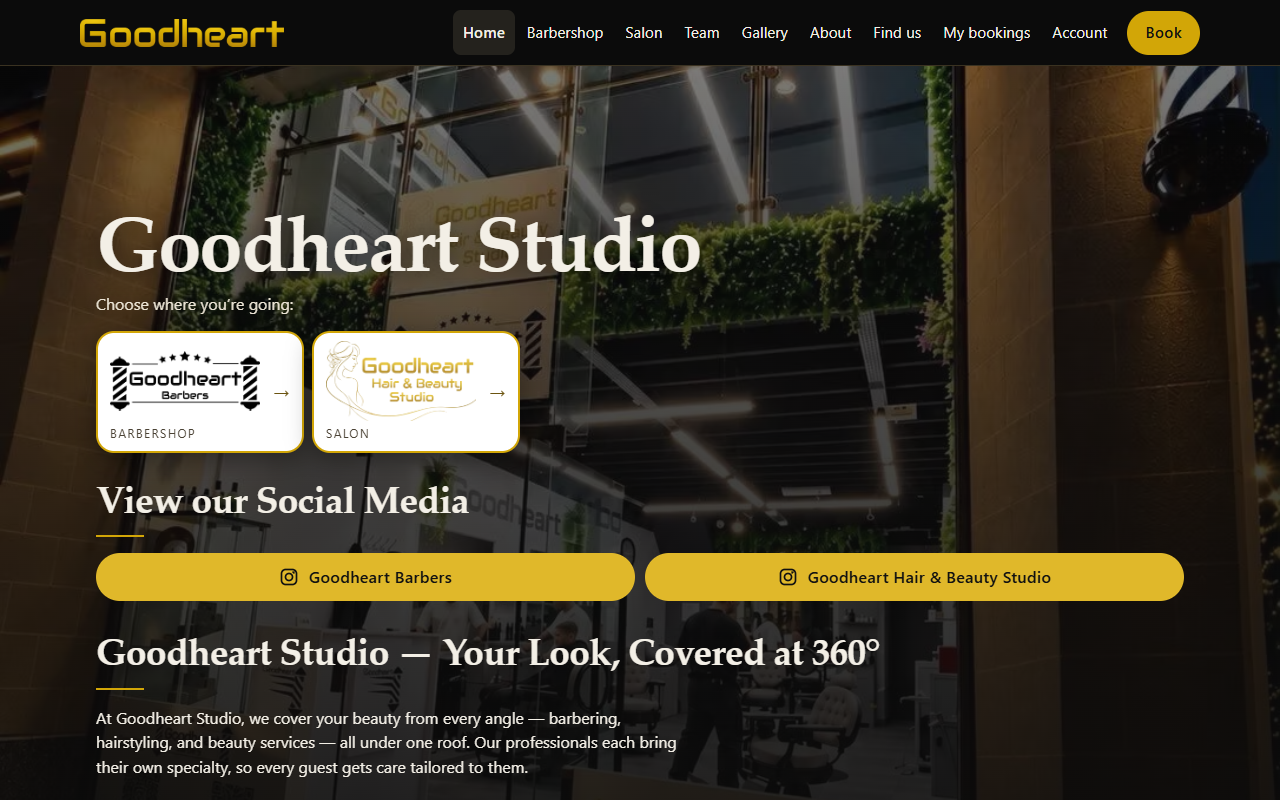 Goodheart
Home Barbershop Salon Team Gallery About Find us My bookings Account Book
Goodheart
Goodheart Studio
Choose where you're going:
Goodheart
Barbers
→
BARBERSHOP
Goodheart
Hair & Beauty
Studio
→
SALON
View our Social Media
Goodheart
Goodheart Barbers
Goodheart Hair & Beauty Studio
Goodheart Studio — Your Look, Covered at 360°
At Goodheart Studio, we cover your beauty from every angle — barbering,
hairstyling, and beauty services — all under one roof. Our professionals each bring
their own specialty, so every guest gets care tailored to them.